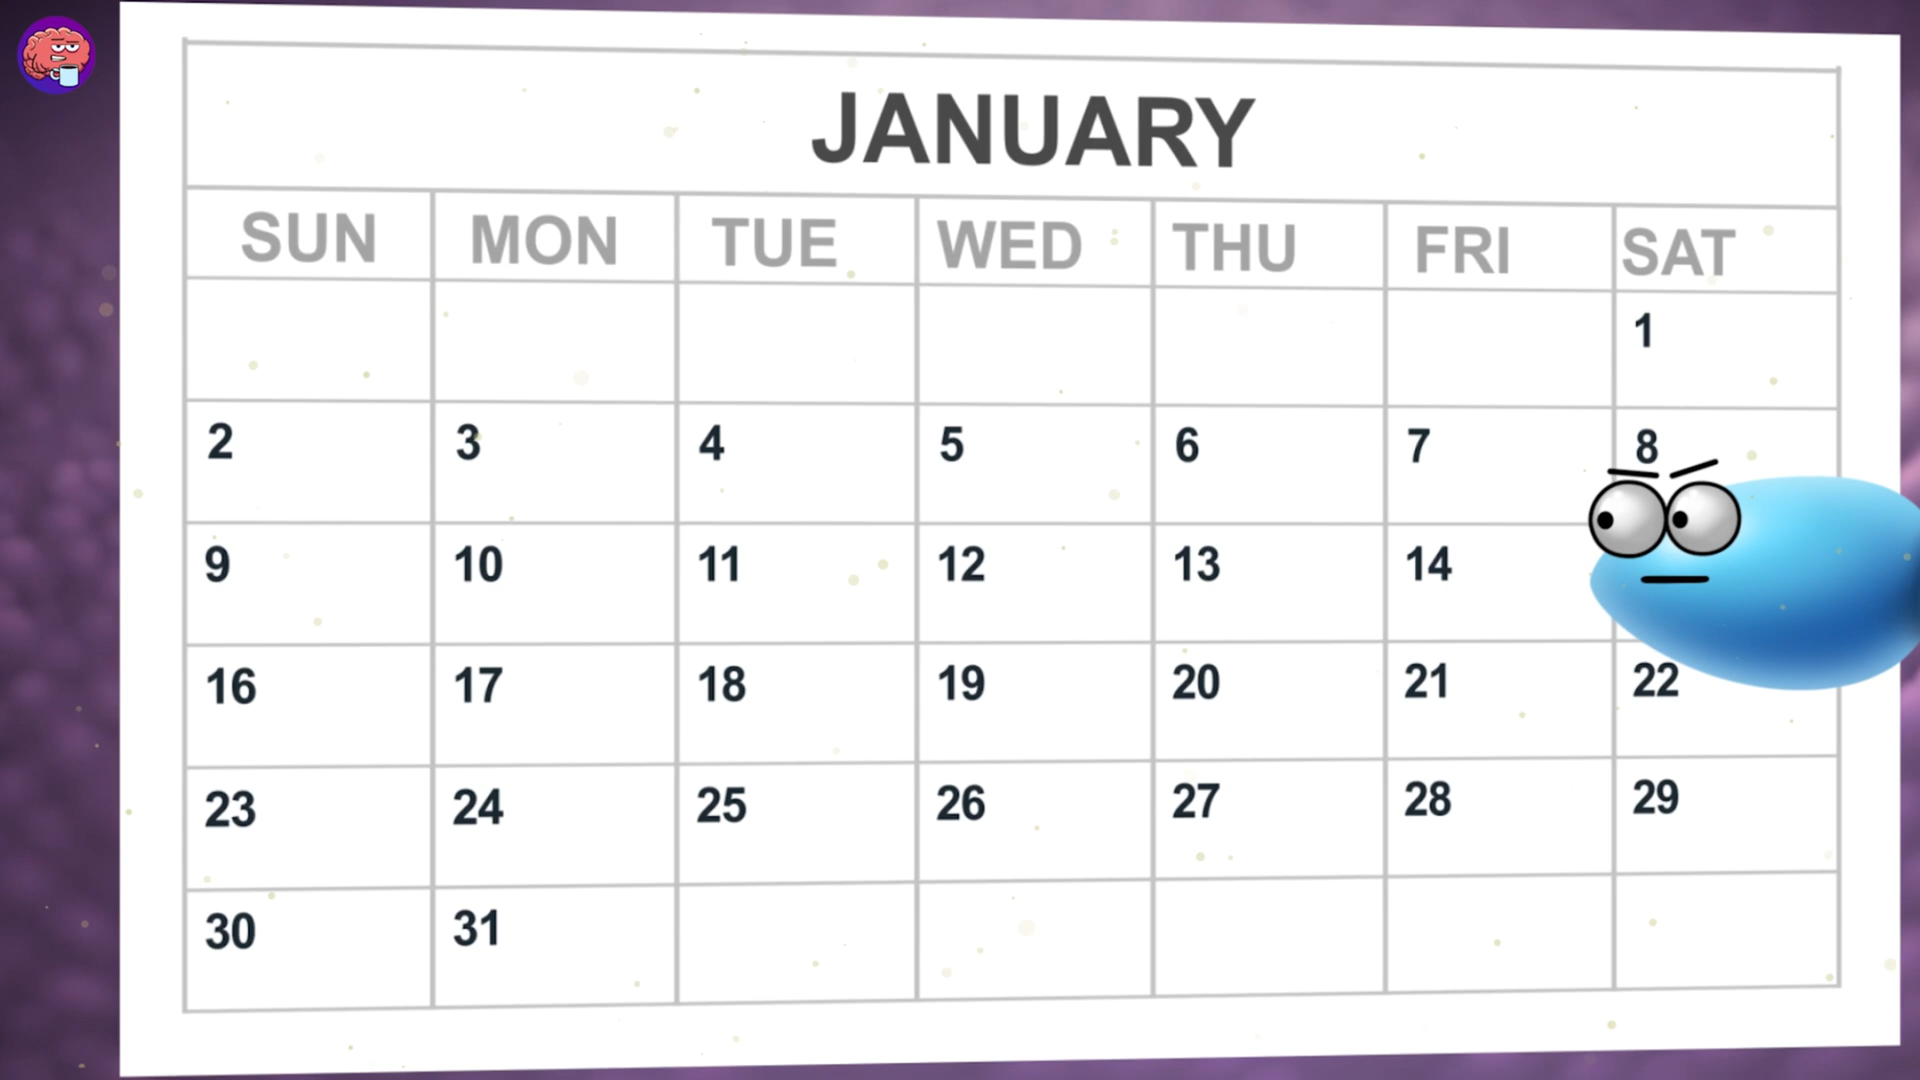 JANUARY
SUN MON TUE WED THU FRI SAT
1
2 3 4 5 6 7 8
9 10 11 12 13 14
16 17 18 19 20 21 22
23 24 25 26 27 28 29
30 31